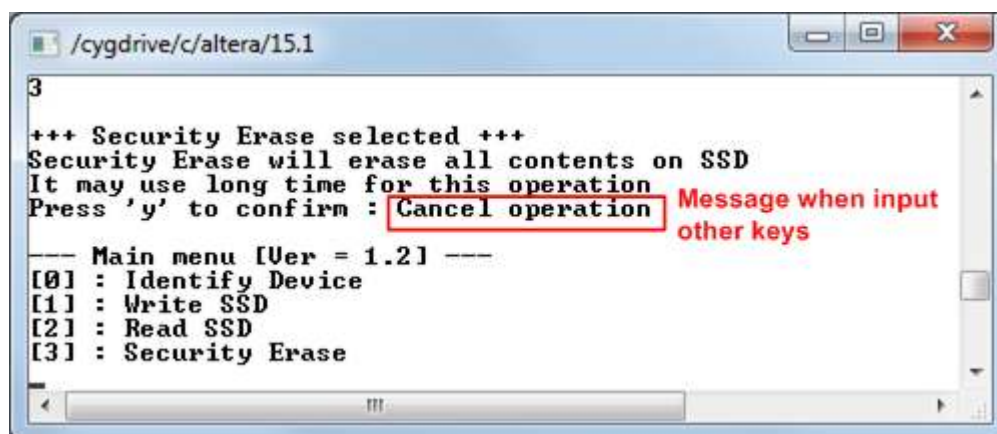 /cygdrive/c/altera/15.1
3
+++ Security Erase selected +++
Security Erase will erase all contents on SSD
It may use long time for this operation
Press 'y' to confirm : Cancel operation
Message when input
other keys
--- Main menu [Ver = 1.2] ---
[0] : Identify Device
[1] : Write SSD
[2] : Read SSD
[3] : Security Erase